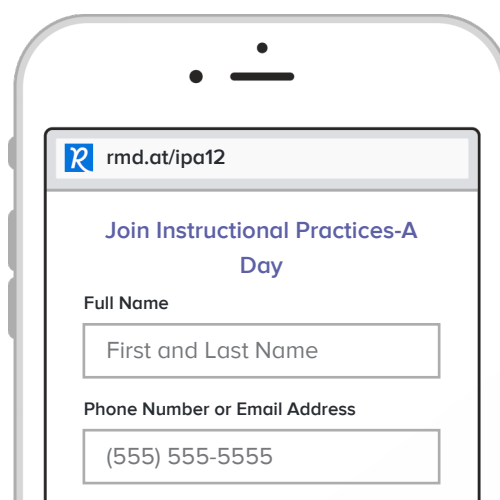 rmd.at/ipa12
Join Instructional Practices-A
Day
Full Name
First and Last Name
Phone Number or Email Address
(555) 555-5555